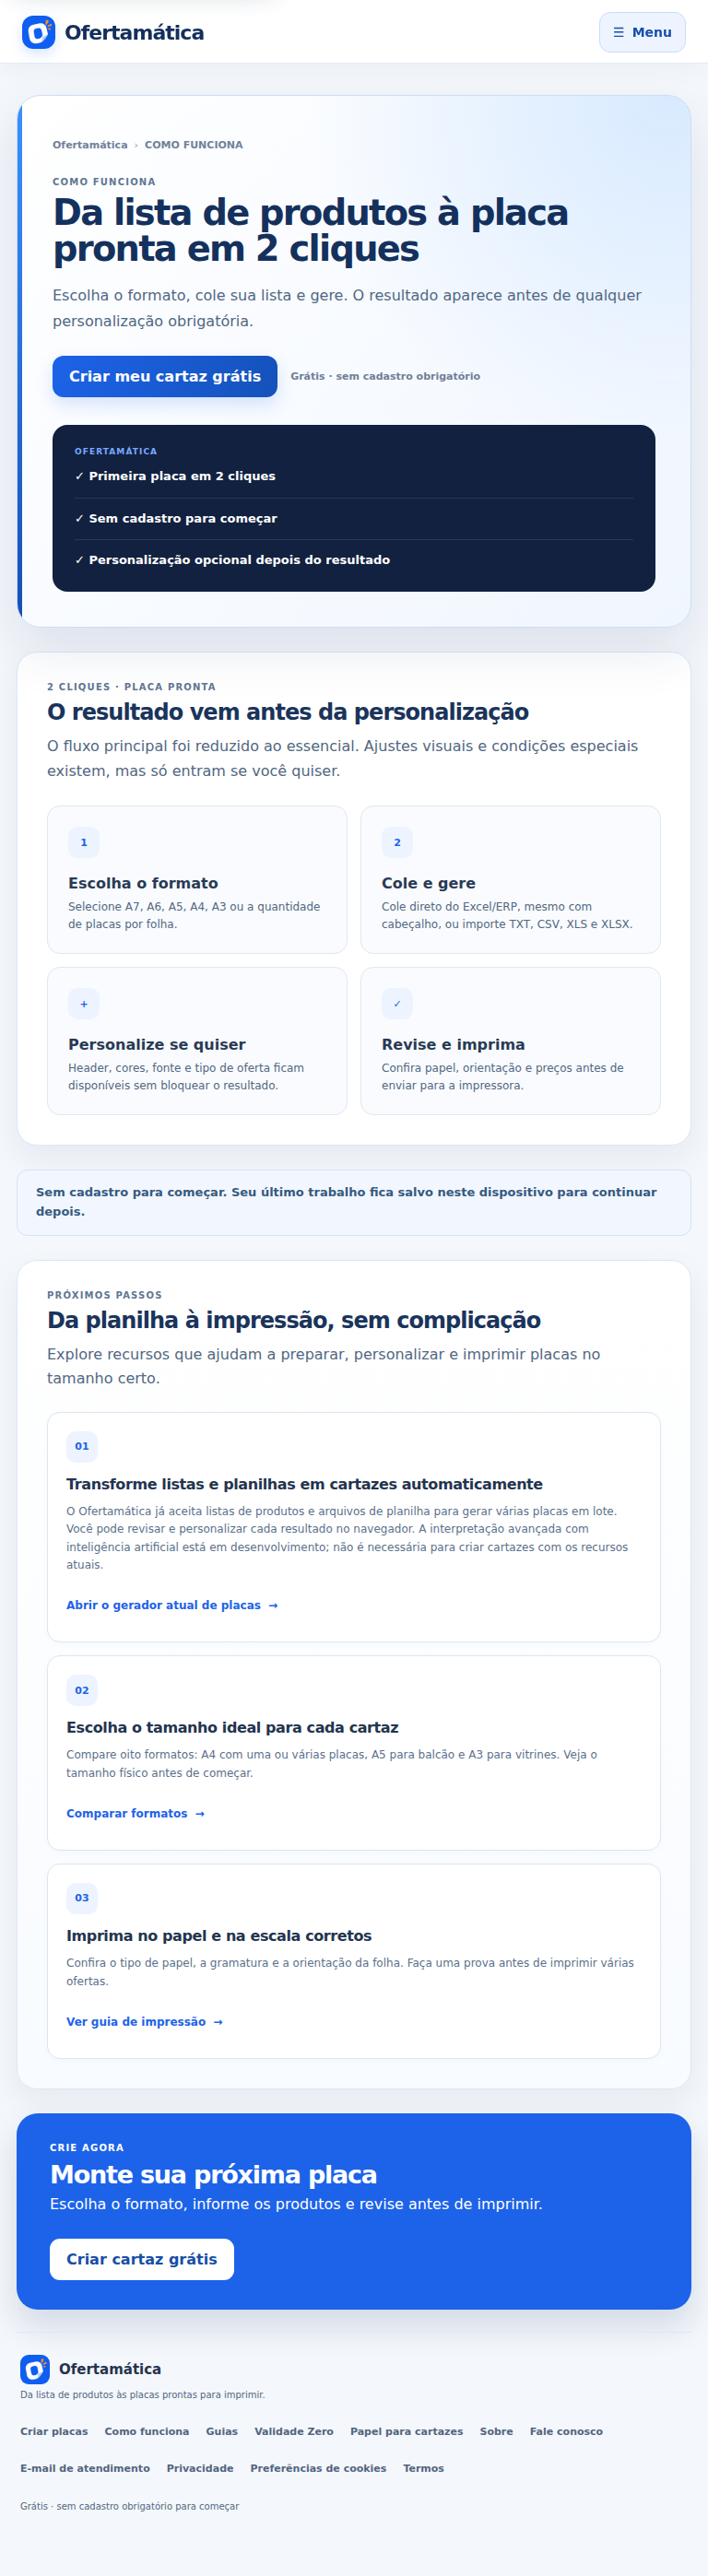 Ofertamática
☰ Menu
Ofertamática › COMO FUNCIONA
COMO FUNCIONA
Da lista de produtos à placa
pronta em 2 cliques
Escolha o formato, cole sua lista e gere. O resultado aparece antes de qualquer
personalização obrigatória.
Criar meu cartaz grátis
Grátis · sem cadastro obrigatório
OFERTAMÁTICA
✓ Primeira placa em 2 cliques
✓ Sem cadastro para começar
✓ Personalização opcional depois do resultado
2 CLIQUES · PLACA PRONTA
O resultado vem antes da personalização
O fluxo principal foi reduzido ao essencial. Ajustes visuais e condições especiais
existem, mas só entram se você quiser.
1
Escolha o formato
Selecione A7, A6, A5, A4, A3 ou a quantidade
de placas por folha.
2
Cole e gere
Cole direto do Excel/ERP, mesmo com
cabeçalho, ou importe TXT, CSV, XLS e XLSX.
+
Personalize se quiser
Header, cores, fonte e tipo de oferta ficam
disponíveis sem bloquear o resultado.
✓
Revise e imprima
Confira papel, orientação e preços antes de
enviar para a impressora.
Sem cadastro para começar. Seu último trabalho fica salvo neste dispositivo para continuar
depois.
PRÓXIMOS PASSOS
Da planilha à impressão, sem complicação
Explore recursos que ajudam a preparar, personalizar e imprimir placas no
tamanho certo.
01
Transforme listas e planilhas em cartazes automaticamente
O Ofertamática já aceita listas de produtos e arquivos de planilha para gerar várias placas em lote.
Você pode revisar e personalizar cada resultado no navegador. A interpretação avançada com
inteligência artificial está em desenvolvimento; não é necessária para criar cartazes com os recursos
atuais.
Abrir o gerador atual de placas →
02
Escolha o tamanho ideal para cada cartaz
Compare oito formatos: A4 com uma ou várias placas, A5 para balcão e A3 para vitrines. Veja o
tamanho físico antes de começar.
Comparar formatos →
03
Imprima no papel e na escala corretos
Confira o tipo de papel, a gramatura e a orientação da folha. Faça uma prova antes de imprimir várias
ofertas.
Ver guia de impressão →
CRIE AGORA
Monte sua próxima placa
Escolha o formato, informe os produtos e revise antes de imprimir.
Criar cartaz grátis
Ofertamática
Da lista de produtos às placas prontas para imprimir.
Criar placas Como funciona Guias Validade Zero Papel para cartazes Sobre Fale conosco
E-mail de atendimento Privacidade Preferências de cookies Termos
Grátis · sem cadastro obrigatório para começar